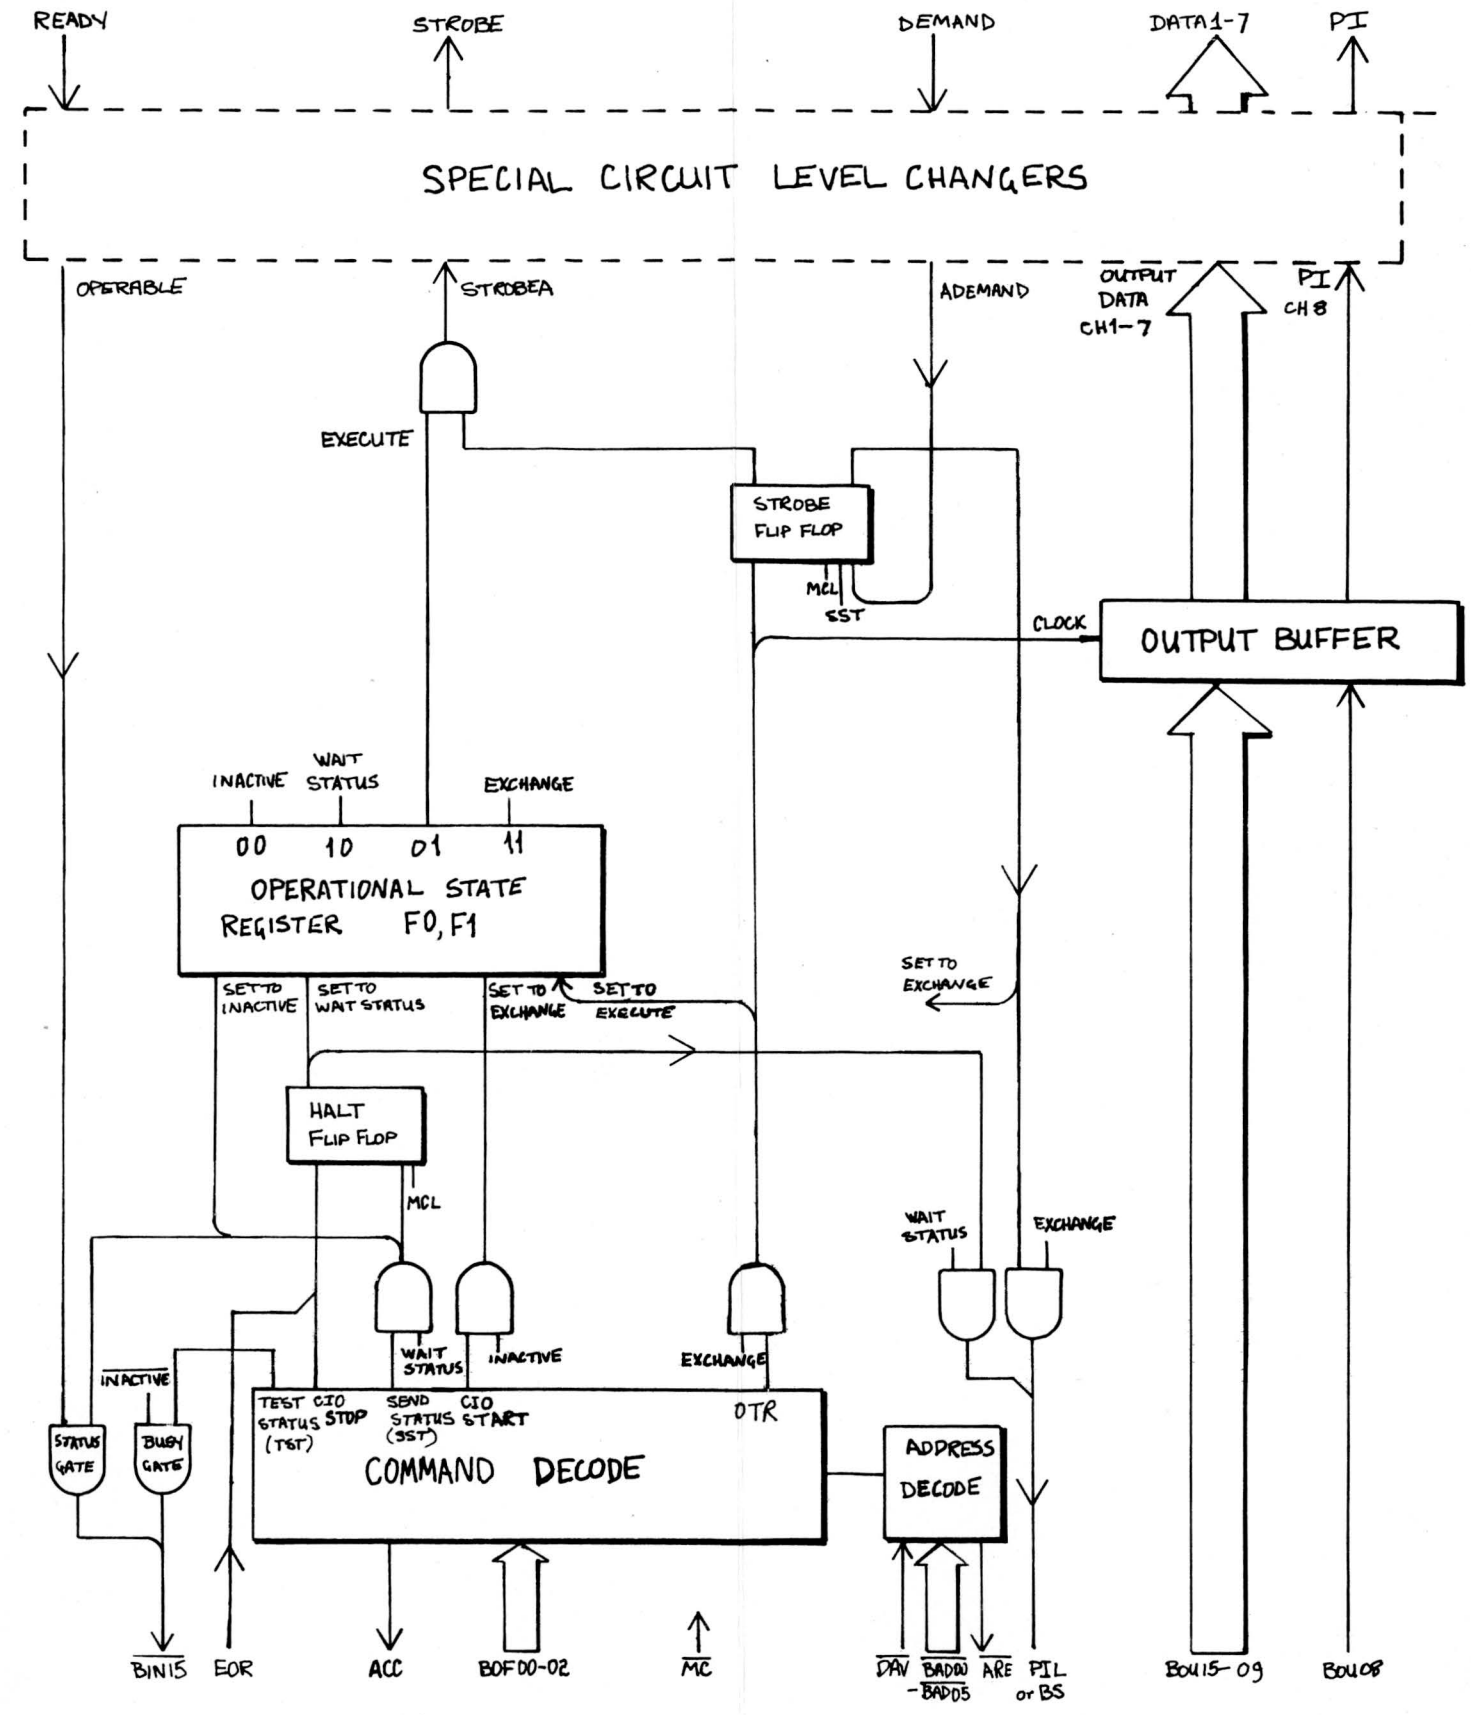 READY
STROBE
DEMAND
DATA 1-7
PI
SPECIAL CIRCUIT LEVEL CHANGERS
OPERABLE
STROBEA
ADEMAND
OUTPUT
DATA
CH1-7
PI
CH8
EXECUTE
STROBE
FLIP FLOP
MCL
SST
CLOCK
OUTPUT BUFFER
INACTIVE
WAIT
STATUS
EXCHANGE
00
10
01
11
OPERATIONAL STATE
REGISTER F0, F1
SET TO
INACTIVE
SET TO
WAIT STATUS
SET TO
EXCHANGE
SET TO
EXECUTE
SET TO
EXCHANGE
HALT
FLIP FLOP
MCL
WAIT
STATUS
EXCHANGE
WAIT
STATUS
INACTIVE
EXCHANGE
INACTIVE
STATUS
GATE
BUSY
GATE
TEST
STATUS
(TST)
CIO
STOP
SEND
STATUS
(SST)
CIO
START
OTR
COMMAND DECODE
ADDRESS
DECODE
BIN15
EOR
ACC
BOF00-02
MC
DAV
BAD00
-BAD05
ARE
PIL
or BS
BOU15-09
BOU08